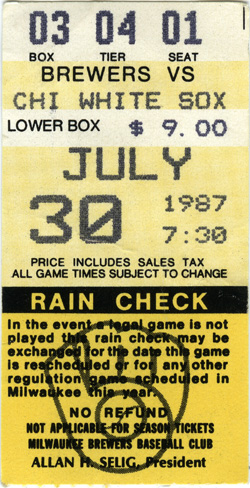 03 04 01
BOX TIER SEAT
BREWERS VS
CHI WHITE SOX
LOWER BOX $ 9.00
JULY
30 1987
7:30
PRICE INCLUDES SALES TAX
ALL GAME TIMES SUBJECT TO CHANGE
RAIN CHECK
In the event a legal game is not
played this rain check may be
exchanged for the date this game
is rescheduled or for any other
regulation game scheduled in
Milwaukee this year.
NO REFUND
NOT APPLICABLE FOR SEASON TICKETS
MILWAUKEE BREWERS BASEBALL CLUB
ALLAN H. SELIG, President